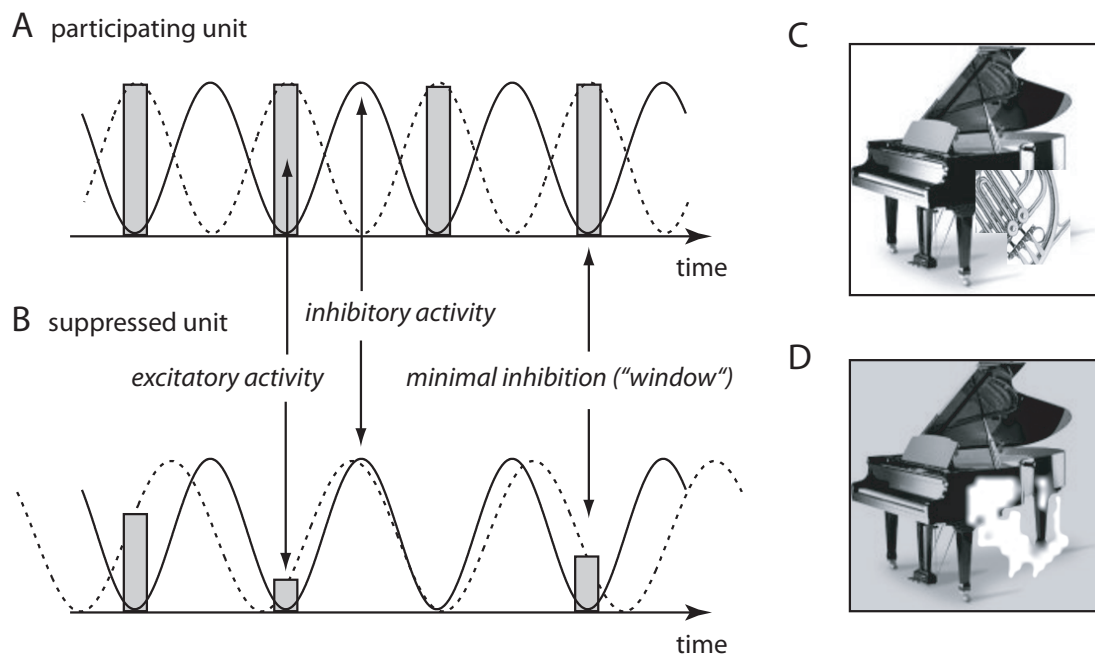 A participating unit
time
inhibitory activity
B suppressed unit
excitatory activity
minimal inhibition (“window“)
time
C
D